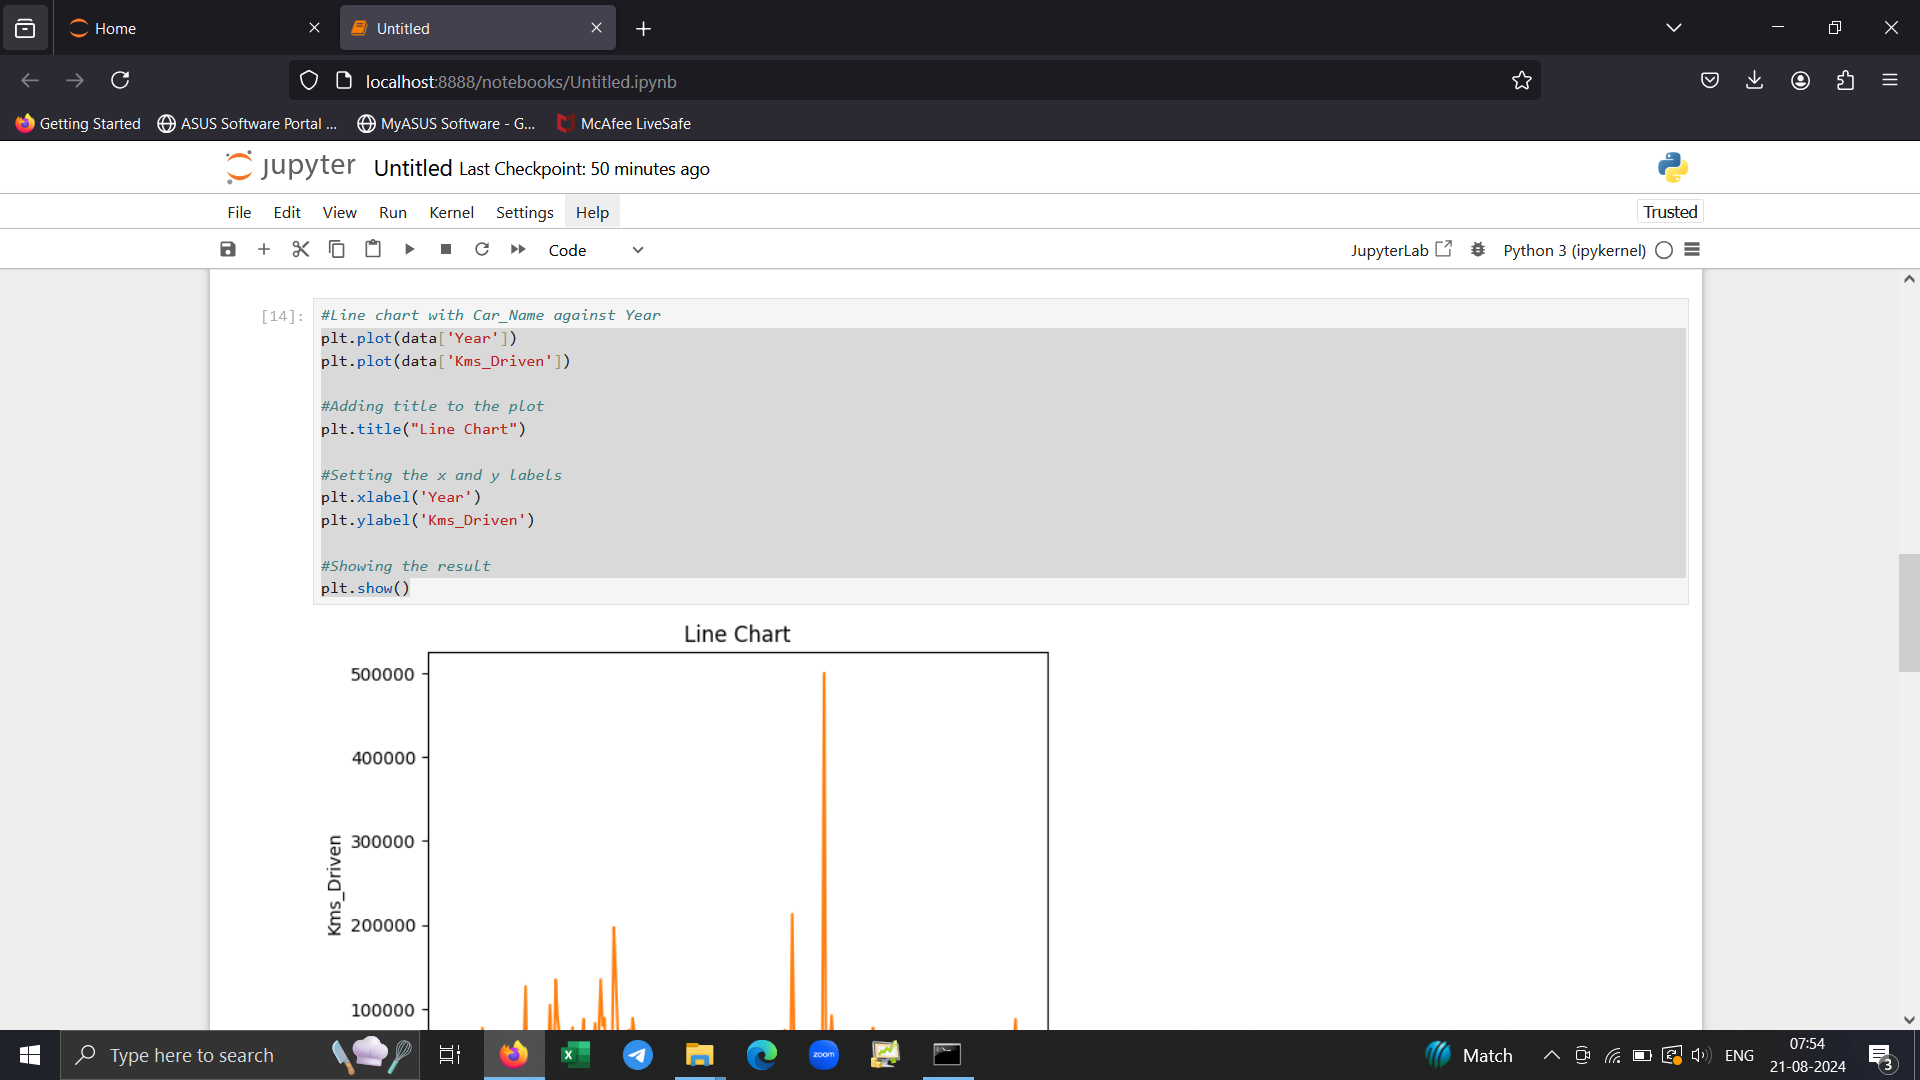 Home
Untitled
localhost:8888/notebooks/Untitled.ipynb
Getting Started
ASUS Software Portal ...
MyASUS Software - G...
McAfee LiveSafe
jupyter
Untitled Last Checkpoint: 50 minutes ago
File Edit View Run Kernel Settings Help
Trusted
Code
JupyterLab
Python 3 (ipykernel)
[14]:
#Line chart with Car_Name against Year
plt.plot(data['Year'])
plt.plot(data['Kms_Driven'])
#Adding title to the plot
plt.title("Line Chart")
#Setting the x and y labels
plt.xlabel('Year')
plt.ylabel('Kms_Driven')
#Showing the result
plt.show()
Line Chart
500000
400000
300000
200000
100000
Kms_Driven
Type here to search
zoom
Match
ENG
07:54
21-08-2024
3